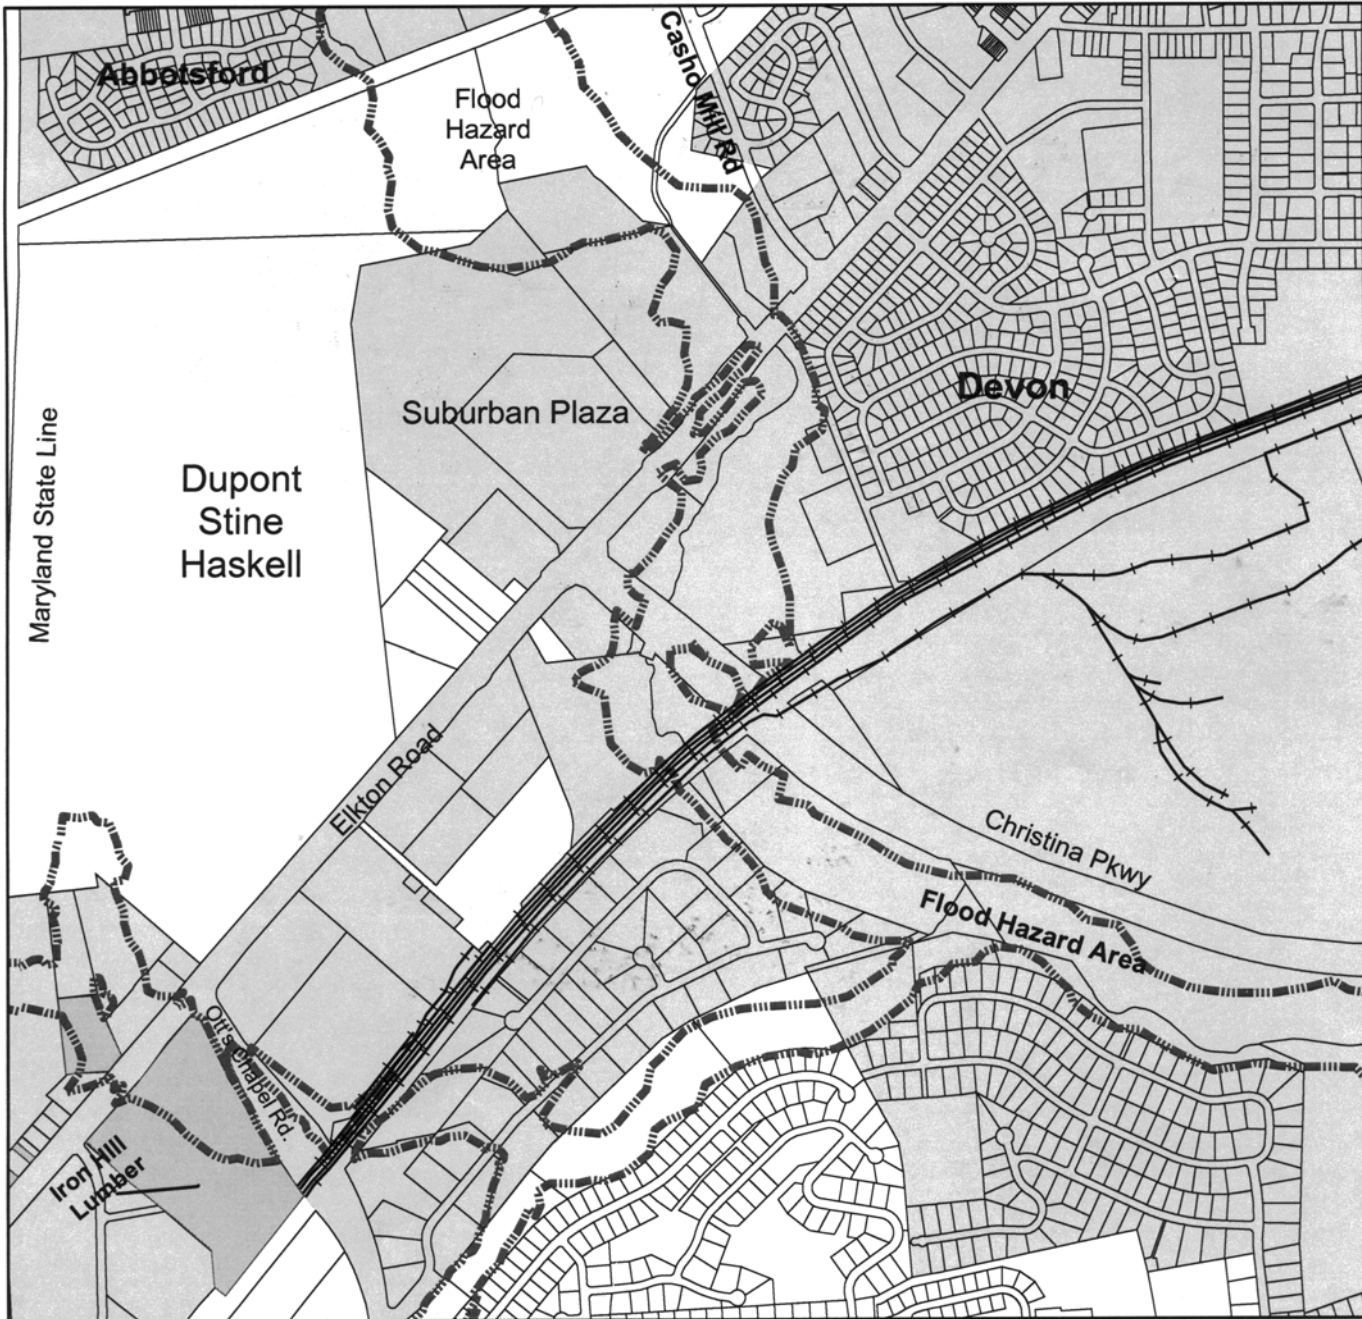 Abbotsford
Flood
Hazard
Area
Casho Mill Rd
Suburban Plaza
Devon
Maryland State Line
Dupont
Stine
Haskell
Elkton Road
Christina Pkwy
Flood Hazard Area
Ott's Chapel Rd.
Iron Hill
Lumber